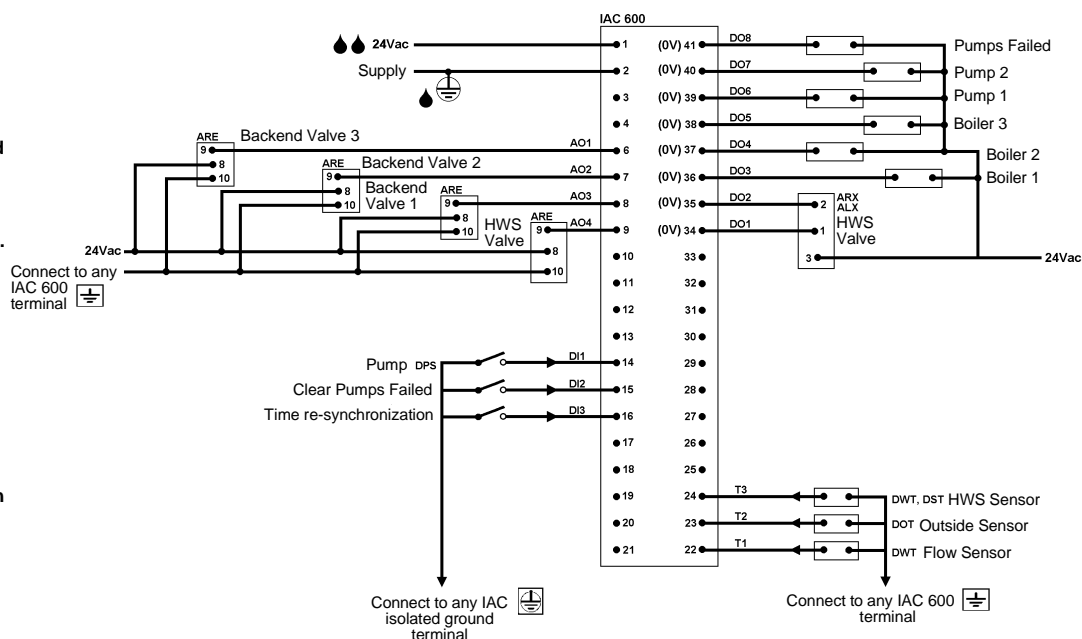 IAC 600
24Vac
1
(0V) 41
DO8
Pumps Failed
Supply
2
(0V) 40
DO7
Pump 2
3
(0V) 39
DO6
Pump 1
4
(0V) 38
DO5
Boiler 3
ARE
Backend Valve 3
9
8
10
AO1
6
(0V) 37
DO4
Boiler 2
ARE
Backend Valve 2
9
8
10
AO2
7
(0V) 36
DO3
Boiler 1
Backend
Valve 1
ARE
9
8
10
AO3
8
(0V) 35
DO2
2
ARX
ALX
HWS
Valve
HWS
Valve
ARE
9
8
10
AO4
9
(0V) 34
DO1
1
3
24Vac
24Vac
Connect to any
IAC 600
terminal
10
33
11
32
12
31
13
30
Pump DPS
DI1
14
29
Clear Pumps Failed
DI2
15
28
Time re-synchronization
DI3
16
27
17
26
18
25
19
24
T3
DWT, DST HWS Sensor
20
23
T2
DOT Outside Sensor
21
22
T1
DWT Flow Sensor
Connect to any IAC
isolated ground
terminal
Connect to any IAC 600
terminal